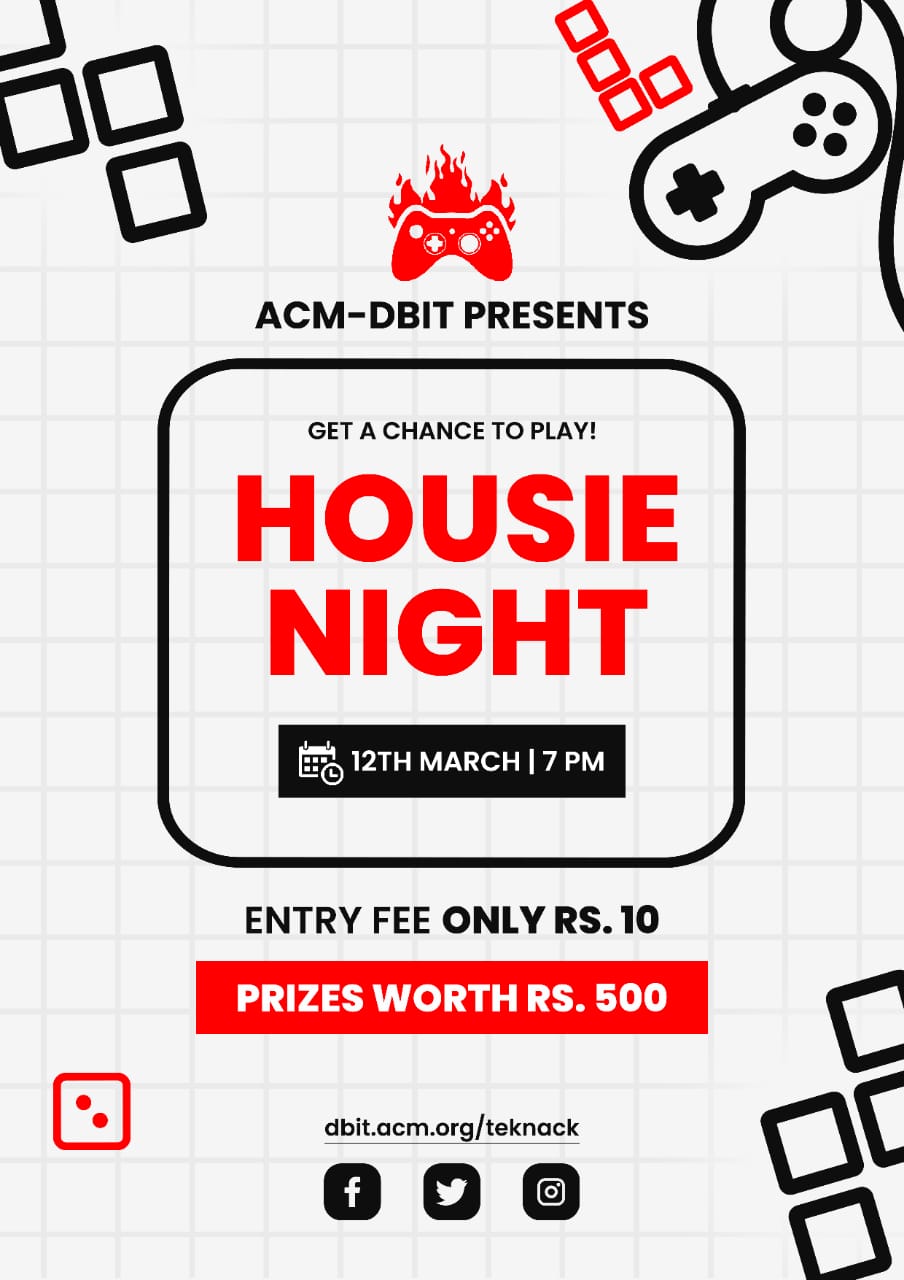 ACM-DBIT PRESENTS
GET A CHANCE TO PLAY!
HOUSIE
NIGHT
12TH MARCH | 7 PM
ENTRY FEE ONLY RS. 10
PRIZES WORTH RS. 500
dbit.acm.org/teknack